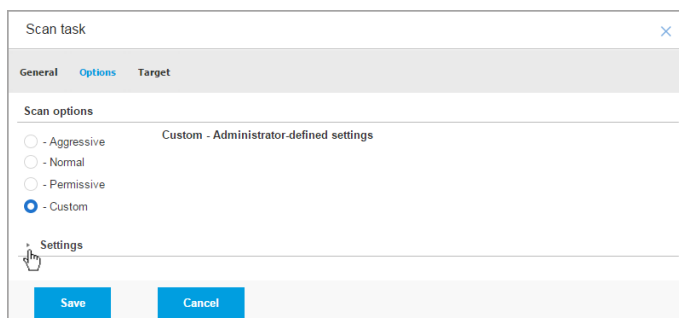 Scan task
General Options Target
Scan options
- Aggressive
Custom - Administrator-defined settings
- Normal
- Permissive
- Custom
Settings
Save Cancel